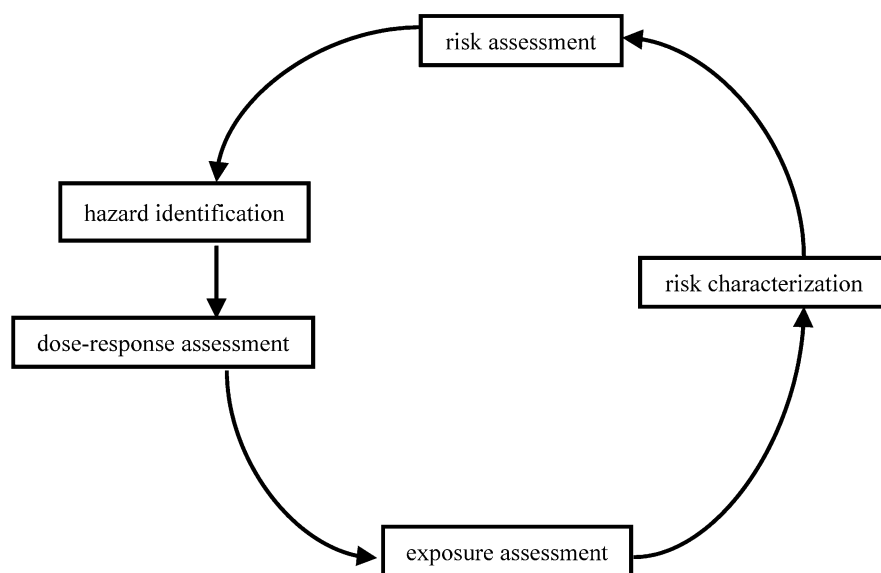 risk assessment
hazard identification
risk characterization
dose-response assessment
exposure assessment